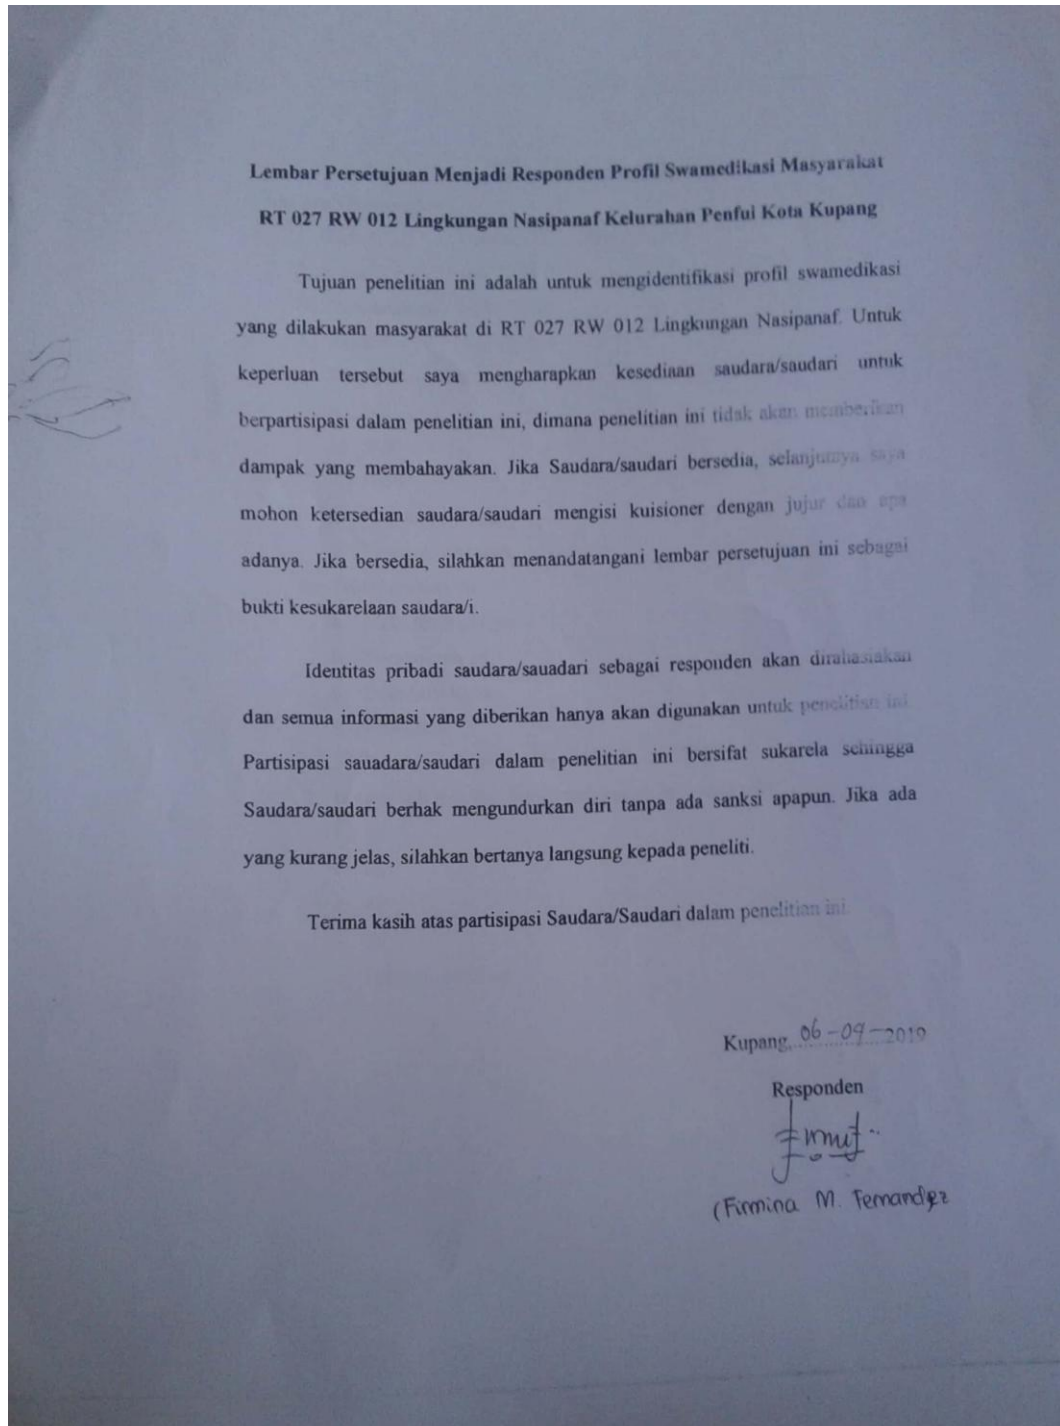 Lembar Persetujuan Menjadi Responden Profil Swamedikasi Masyarakat
RT 027 RW 012 Lingkungan Nasipanaf Kelurahan Penfui Kota Kupang
Tujuan penelitian ini adalah untuk mengidentifikasi profil swamedikasi
yang dilakukan masyarakat di RT 027 RW 012 Lingkungan Nasipanaf. Untuk
keperluan tersebut saya mengharapkan kesediaan saudara/saudari untuk
berpartisipasi dalam penelitian ini, dimana penelitian ini tidak akan memberikan
dampak yang membahayakan. Jika Saudara/saudari bersedia, selanjutnya saya
mohon ketersedian saudara/saudari mengisi kuisioner dengan jujur dan apa
adanya. Jika bersedia, silahkan menandatangani lembar persetujuan ini sebagai
bukti kesukarelaan saudara/i.
Identitas pribadi saudara/sauadari sebagai responden akan dirahasiakan
dan semua informasi yang diberikan hanya akan digunakan untuk penelitian ini.
Partisipasi sauadara/saudari dalam penelitian ini bersifat sukarela sehingga
Saudara/saudari berhak mengundurkan diri tanpa ada sanksi apapun. Jika ada
yang kurang jelas, silahkan bertanya langsung kepada peneliti.
Terima kasih atas partisipasi Saudara/Saudari dalam penelitian ini.
Kupang, 06-09-2019
Responden
(Firmina M. Fernandez